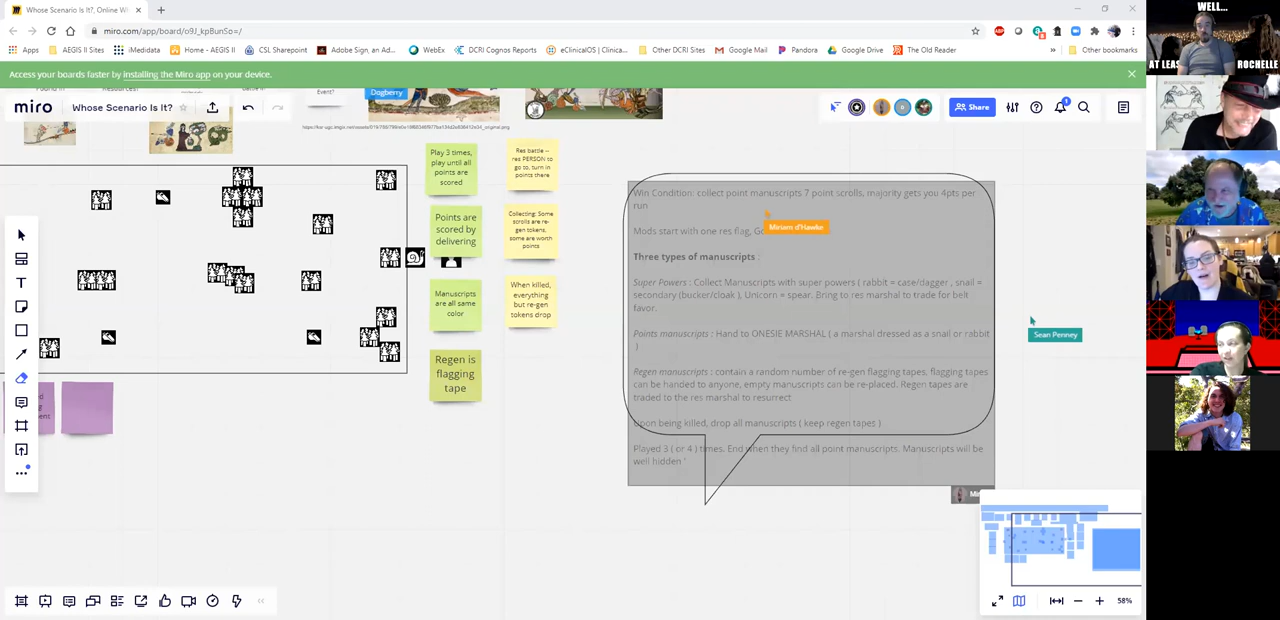 Whose Scenario Is It?, Online W
miro.com/app/board/o9J_kpBunSo=/
Apps
AEGIS II Sites
iMedidata
Home - AEGIS II
CSL Sharepoint
Adobe Sign, an Ad...
WebEx
DCRI Cognos Reports
eClinicalOS | Clinica...
Other DCRI Sites
Google Mail
Pandora
Google Drive
The Old Reader
Other bookmarks
Access your boards faster by installing the Miro app on your device.
miro
Whose Scenario Is It?
Event?
Dogberry
Share
1
Play 3 times, play until all points are scored
Res battle -- res PERSON to go to, turn in points there
Points are scored by delivering
Collecting: Some scrolls are re-gen tokens, some are worth points
Manuscripts are all same color
When killed, everything but re-gen tokens drop
Regen is flagging tape
Win Condition: collect point manuscripts 7 point scrolls, majority gets you 4pts per
run
Mods start with one res flag,
Miriam d'Hawke
Three types of manuscripts :
Super Powers : Collect Manuscripts with super powers ( rabbit = case/dagger , snail =
secondary (bucker/cloak ), Unicorn = spear. Bring to res marshal to trade for belt
favor.
Points manuscripts : Hand to ONESIE MARSHAL ( a marshal dressed as a snail or rabbit
)
Regen manuscripts : contain a random number of re-gen flagging tapes, flagging tapes
can be handed to anyone, empty manuscripts can be re-placed. Regen tapes are
traded to the res marshal to resurrect
Upon being killed, drop all manuscripts ( keep regen tapes )
Played 3 ( or 4 ) times. End when they find all point manuscripts. Manuscripts will be
well hidden '
Sean Penney
58%
WELL...
AT LEAS
ROCHELLE